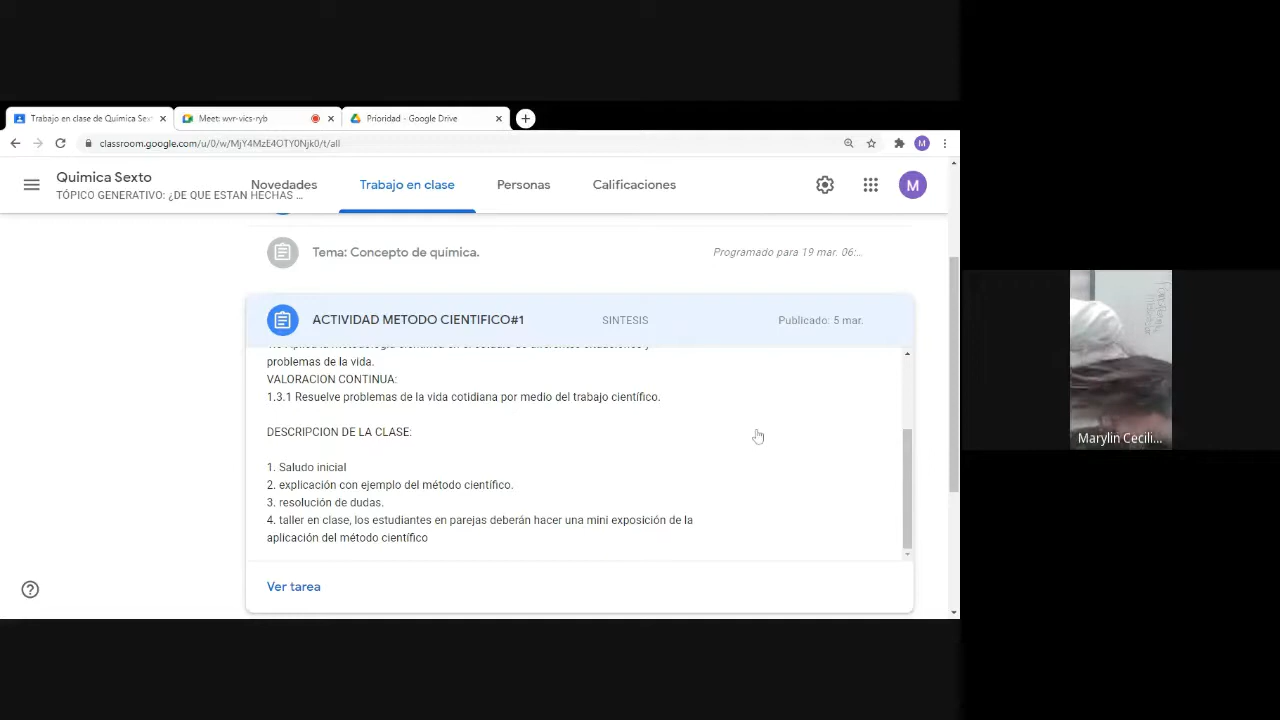 Trabajo en clase de Quimica Sex
Meet: wvr-vics-ryb
Prioridad - Google Drive
classroom.google.com/u/0/w/MjY4MzE4OTY0Njk0/t/all
M
Quimica Sexto
TÓPICO GENERATIVO: ¿DE QUE ESTAN HECHAS ...
Novedades
Trabajo en clase
Personas
Calificaciones
M
Tema: Concepto de química.
Programado para 19 mar. 06:...
ACTIVIDAD METODO CIENTIFICO#1
SINTESIS
Publicado: 5 mar.
problemas de la vida.
VALORACION CONTINUA:
1.3.1 Resuelve problemas de la vida cotidiana por medio del trabajo científico.
DESCRIPCION DE LA CLASE:
1. Saludo inicial
2. explicación con ejemplo del método científico.
3. resolución de dudas.
4. taller en clase, los estudiantes en parejas deberán hacer una mini exposición de la
aplicación del método científico
Ver tarea
Marylin Cecili...